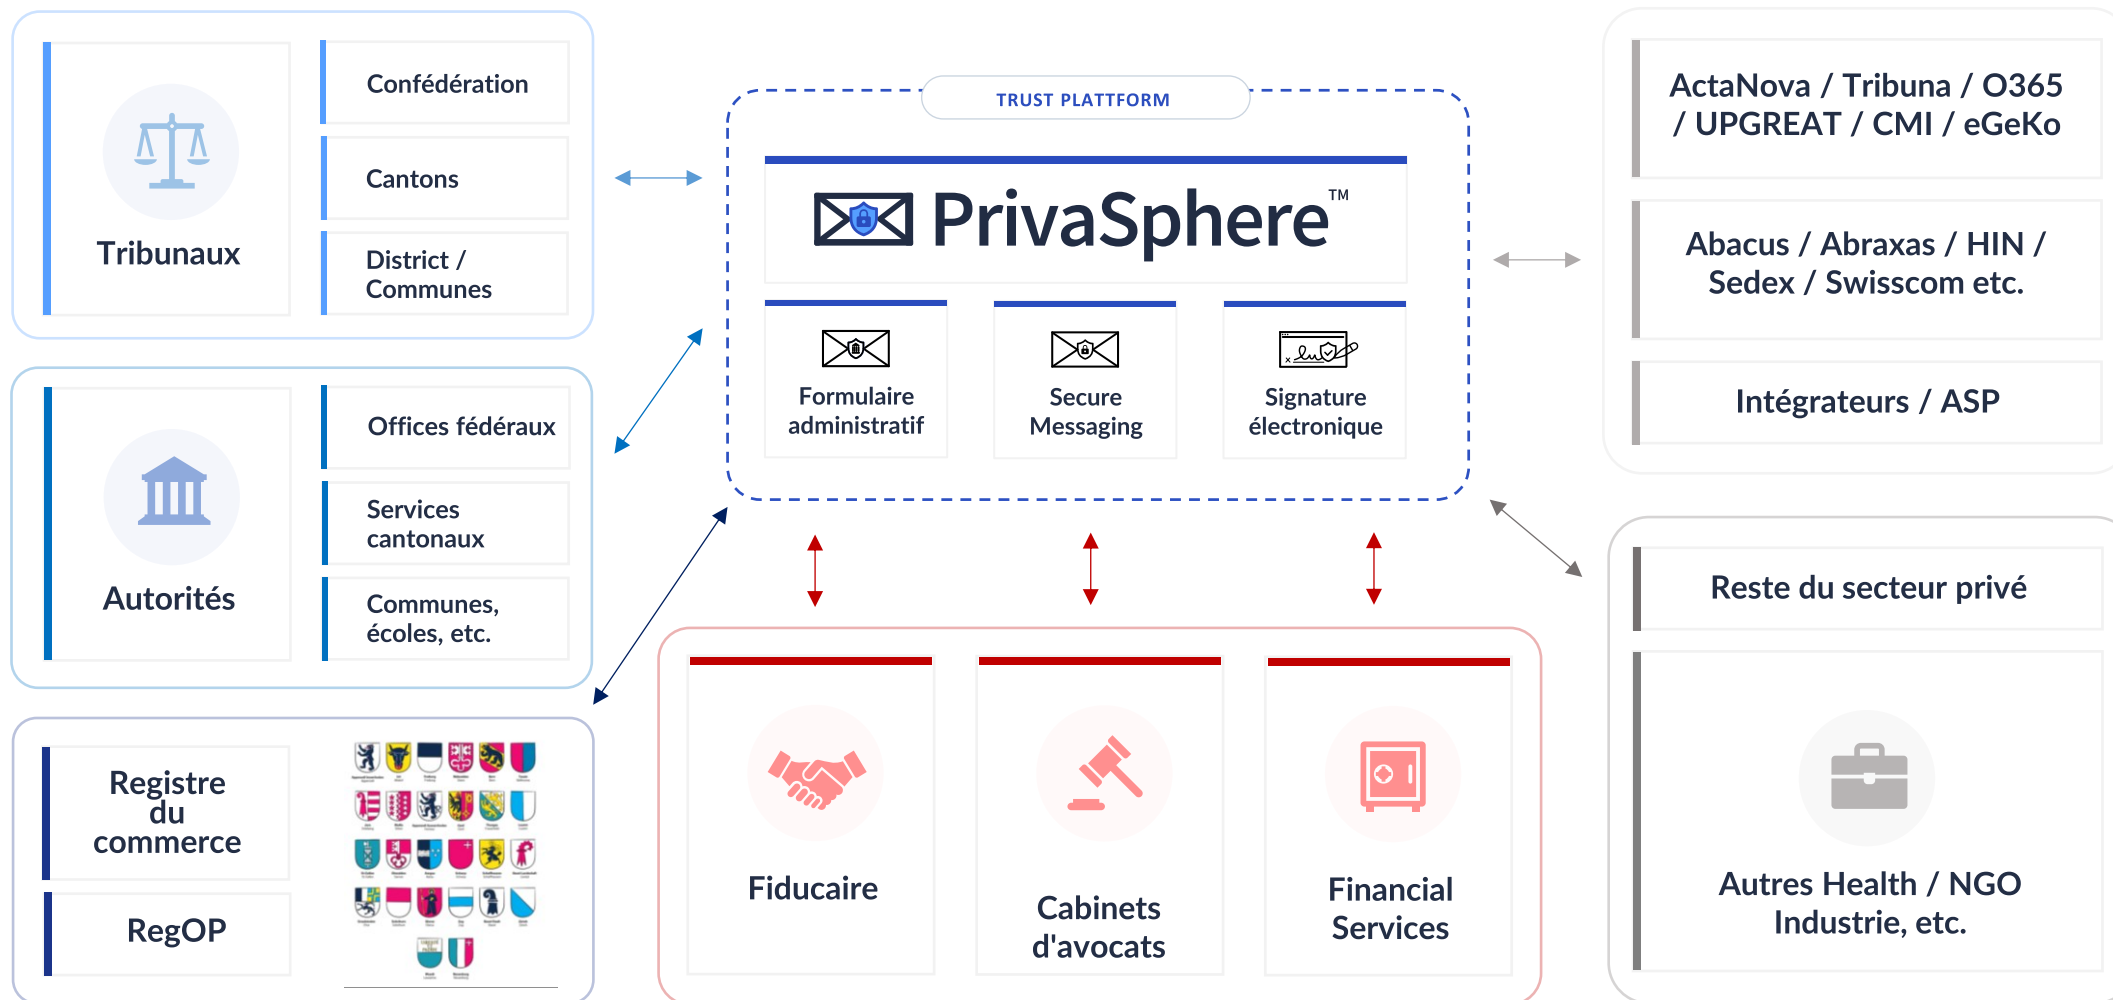 Tribunaux
Confédération
Cantons
District /
Communes
Autorités
Offices fédéraux
Services
cantonaux
Communes,
écoles, etc.
Registre
du
commerce
RegOP
TRUST PLATTFORM
PrivaSphere™
Formulaire
administratif
Secure
Messaging
Signature
électronique
Fiducaire
Cabinets
d'avocats
Financial
Services
ActaNova / Tribuna / O365
/ UPGREAT / CMI / eGeKo
Abacus / Abraxas / HIN /
Sedex / Swisscom etc.
Intégrateurs / ASP
Reste du secteur privé
Autres Health / NGO
Industrie, etc.